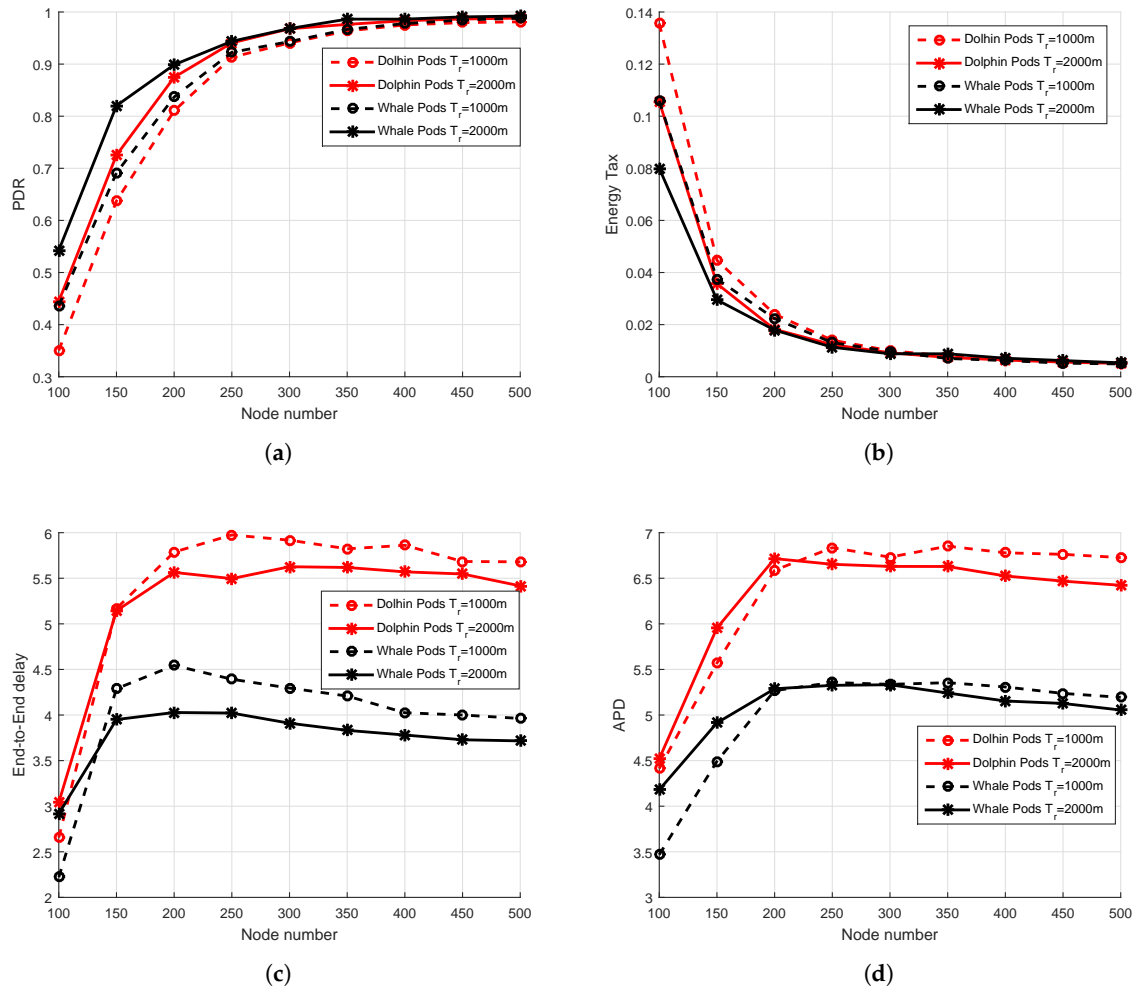 1
0.9
0.8
0.7
0.6
0.5
0.4
0.3
PDR
Dolhin Pods T_r=1000m
Dolphin Pods T_r=2000m
Whale Pods T_r=1000m
Whale Pods T_r=2000m
100 150 200 250 300 350 400 450 500
Node number
(a)
0.14
0.12
0.1
0.08
0.06
0.04
0.02
0
Energy Tax
Dolhin Pods T_r=1000m
Dolphin Pods T_r=2000m
Whale Pods T_r=1000m
Whale Pods T_r=2000m
100 150 200 250 300 350 400 450 500
Node number
(b)
6
5.5
5
4.5
4
3.5
3
2.5
2
End-to-End delay
Dolhin Pods T_r=1000m
Dolphin Pods T_r=2000m
Whale Pods T_r=1000m
Whale Pods T_r=2000m
100 150 200 250 300 350 400 450 500
Node number
(c)
7
6.5
6
5.5
5
4.5
4
3.5
3
APD
Dolhin Pods T_r=1000m
Dolphin Pods T_r=2000m
Whale Pods T_r=1000m
Whale Pods T_r=2000m
100 150 200 250 300 350 400 450 500
Node number
(d)